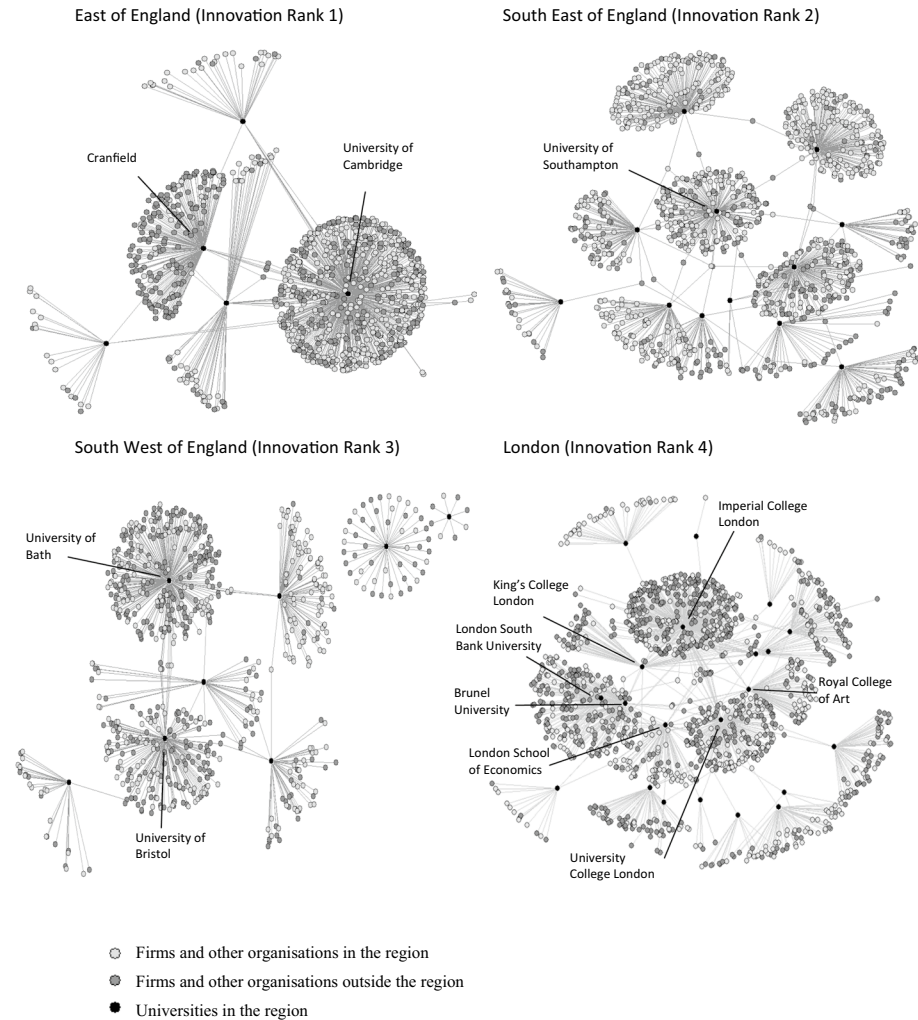 East of England (Innovation Rank 1)
South East of England (Innovation Rank 2)
Cranfield
University of
Cambridge
University of
Southampton
South West of England (Innovation Rank 3)
London (Innovation Rank 4)
University of
Bath
University of
Bristol
Imperial College
London
King's College
London
London South
Bank University
Brunel
University
Royal College
of Art
London School
of Economics
University
College London
Firms and other organisations in the region
Firms and other organisations outside the region
Universities in the region